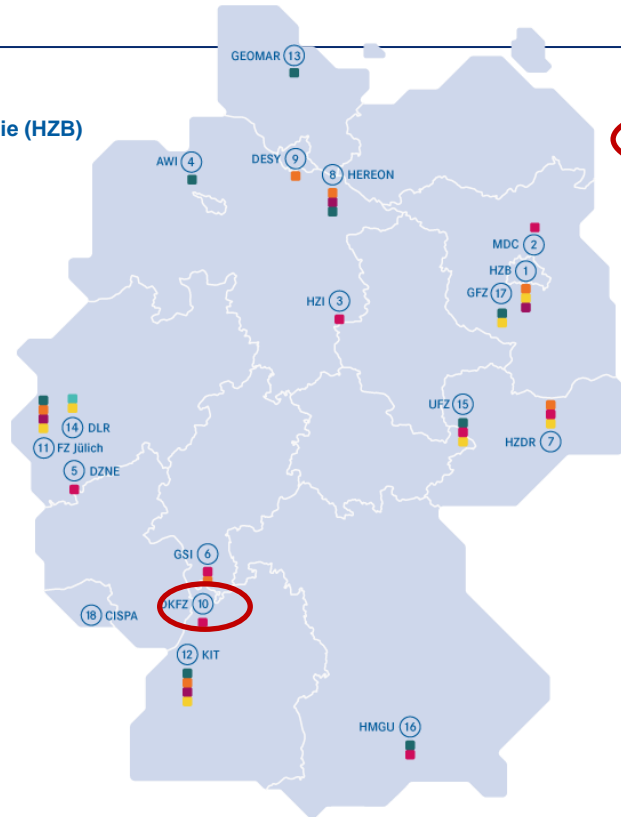 GEOMAR 13
ie (HZB)
AWI 4
DESY 9
8 HEREON
MDC 2
HZB 1
GFZ 17
HZI 3
14 DLR
11 FZ Jülich
5 DZNE
UFZ 15
HZDR 7
GSI 6
DKFZ 10
18 CISPA
12 KIT
HMGU 16